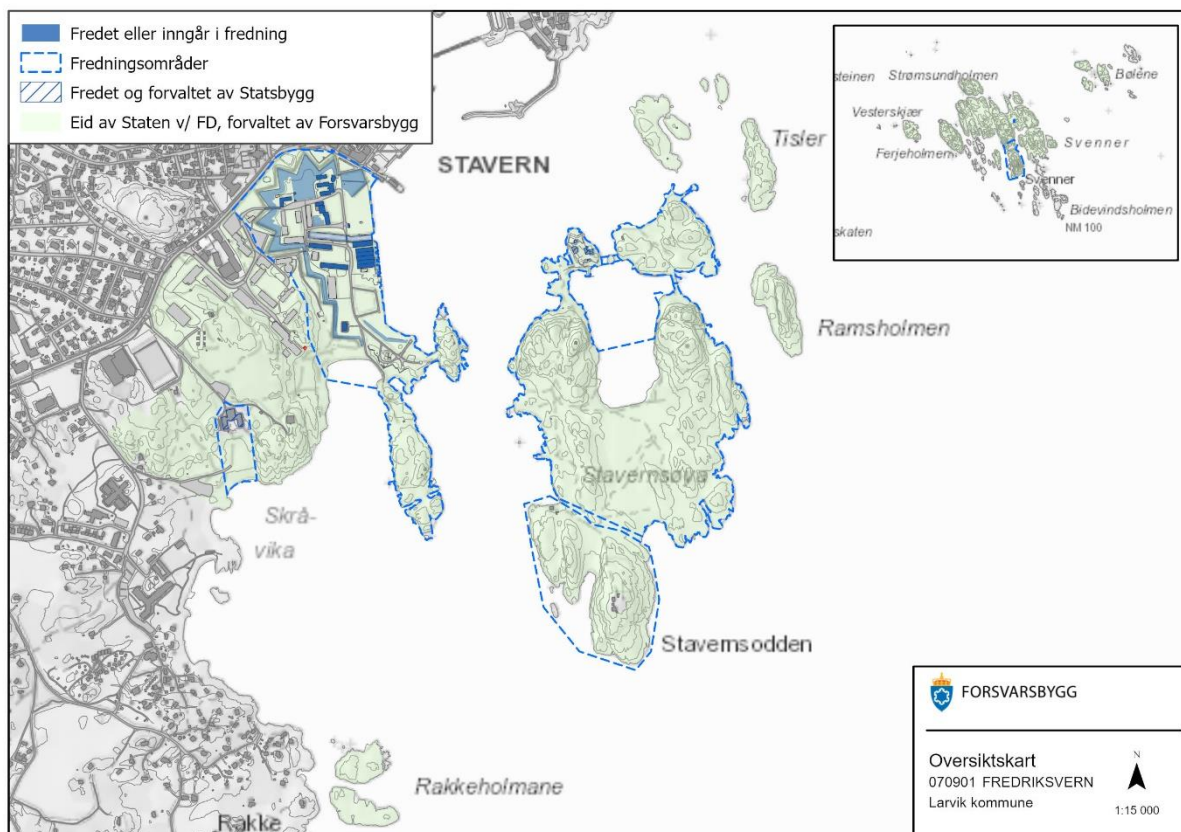 Fredet eller inngår i fredning
Fredningsområder
Fredet og forvaltet av Statsbygg
Eid av Staten v/ FD, forvaltet av Forsvarsbygg
STAVERN
Tisler
Ramsholmen
Stavernsøya
Skrå-
vika
Stavernsodden
Rakkeholmane
Rakke
steinen
Strømsundholmen
Bølene
Vesterskjær
Ferjeholmen
Svenner
Svenner
Bidevindsholmen
NM 100
skaten
FORSVARSBYGG
Oversiktskart
070901 FREDRIKSVERN
Larvik kommune
N
1:15 000